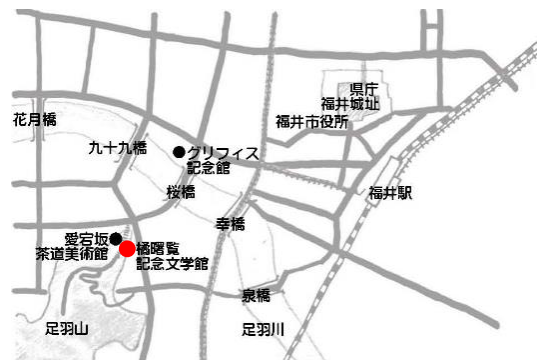 県庁
福井城址
福井市役所
花月橋
九十九橋
グリフィス
記念館
桜橋
福井駅
幸橋
愛宕坂
茶道美術館
橘曙覧
記念文学館
泉橋
足羽山
足羽川